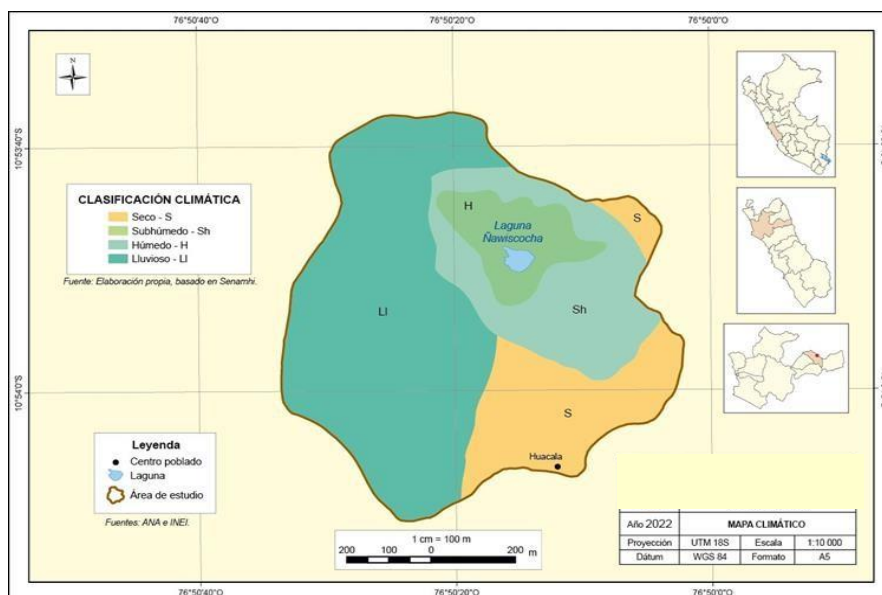 76°50'40"O
76°50'20"O
76°50'0"O
N
10°53'40"S
CLASIFICACIÓN CLIMÁTICA
Seco - S
Subhúmedo - Sh
Húmedo - H
Lluvioso - Ll
Fuente: Elaboración propia, basado en Senamhi.
H
Laguna
Ñawiscocha
S
Ll
Sh
10°54'0"S
S
Huacala
Leyenda
Centro poblado
Laguna
Área de estudio
Fuentes: ANA e INEI.
1 cm = 100 m
200 100 0 200 m
Año 2022 MAPA CLIMÁTICO
Proyección UTM 18S Escala 1:10 000
Dátum WGS 84 Formato A5
76°50'40"O
76°50'20"O
76°50'0"O